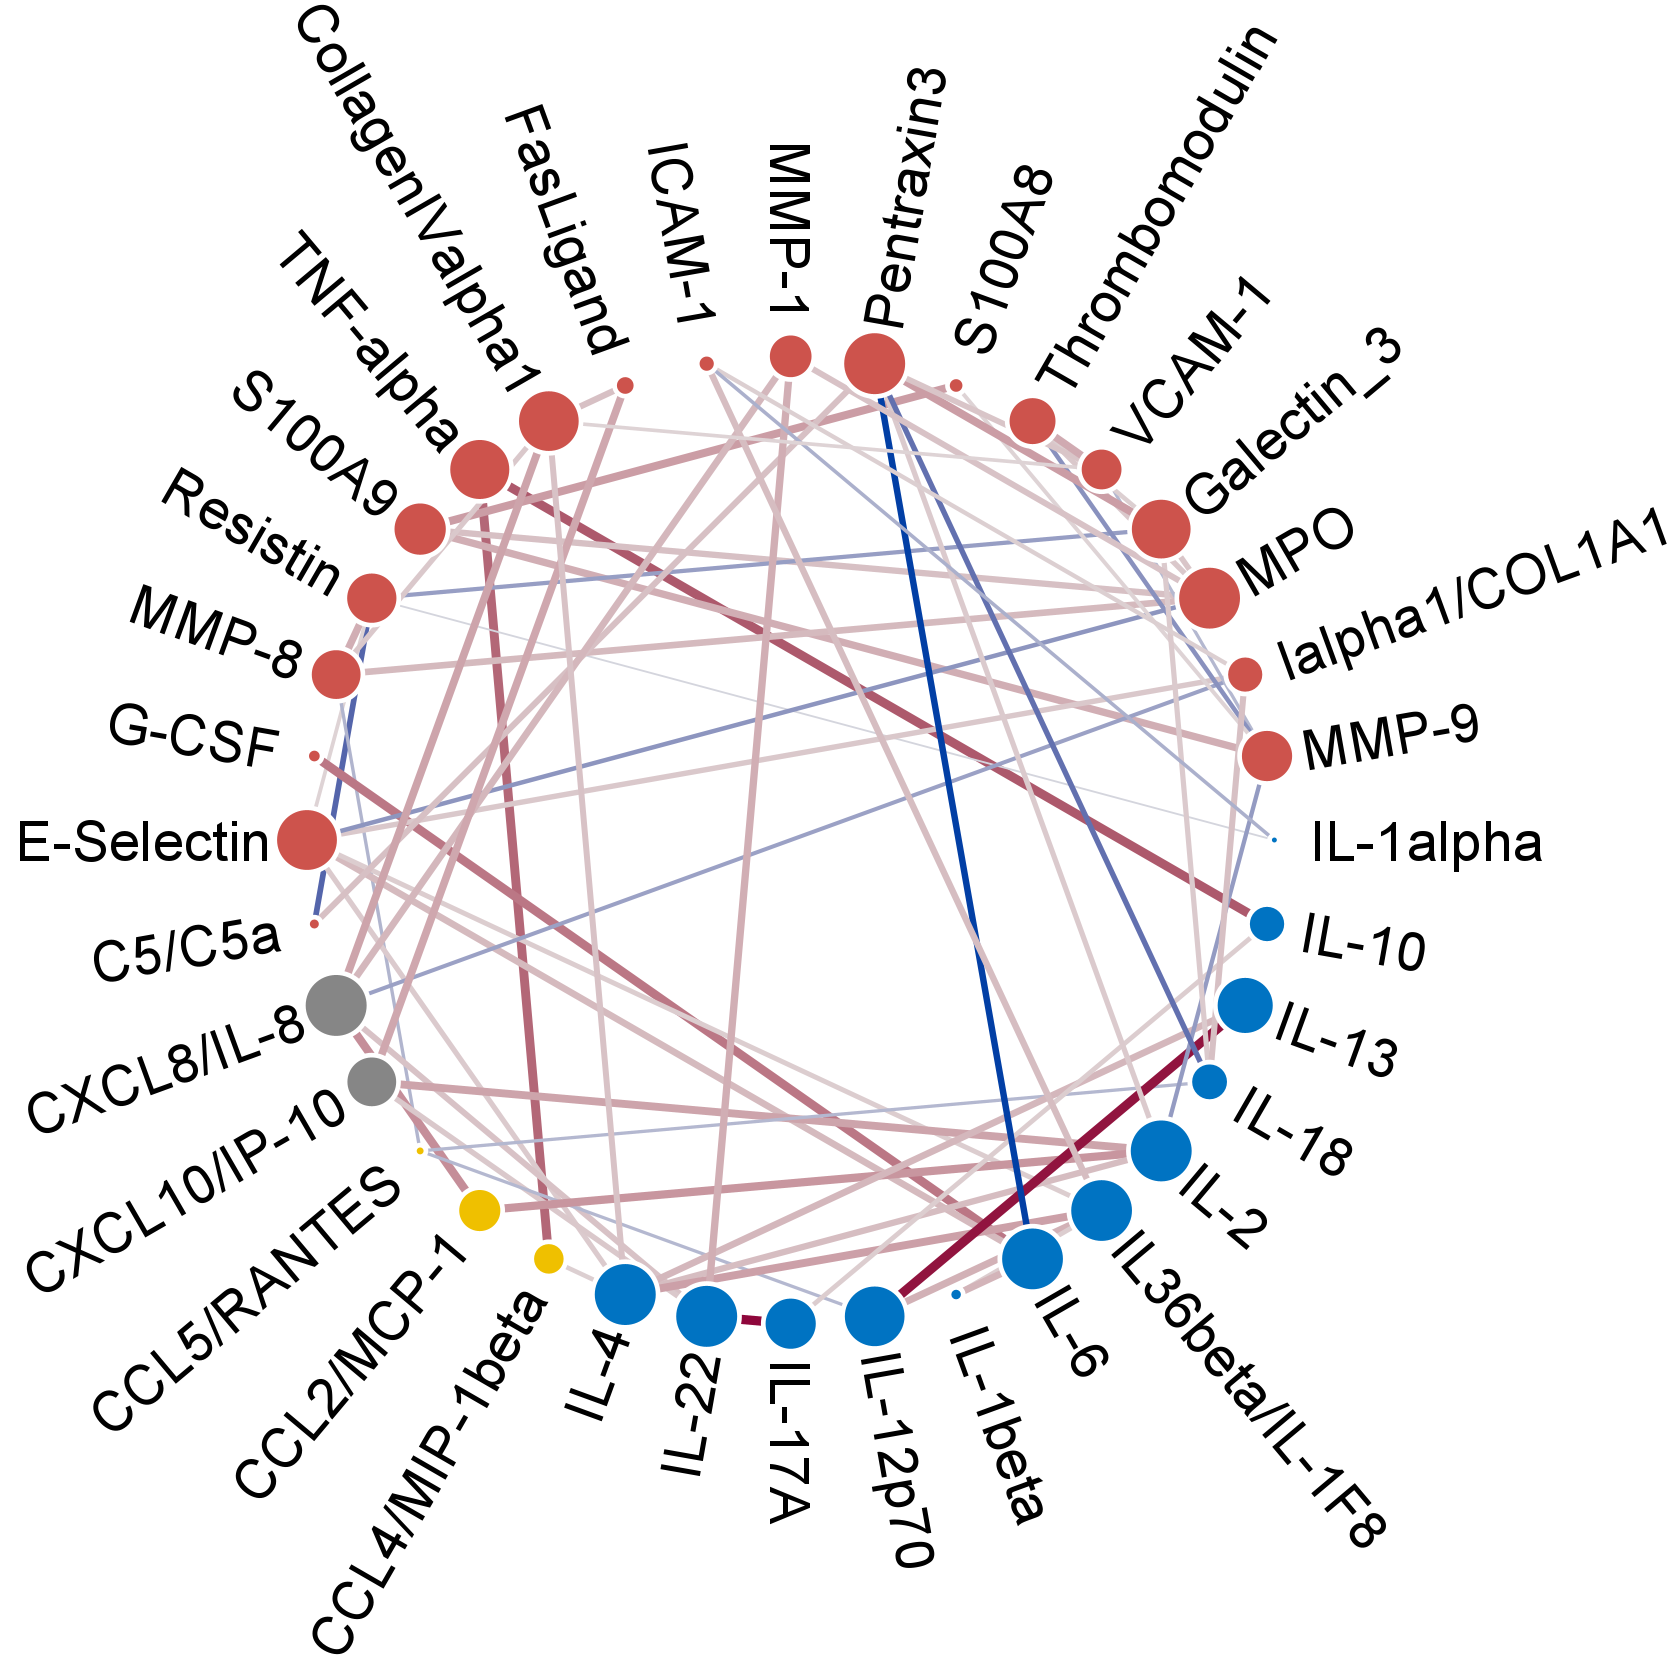 CollagenIValpha1
FasLigand
ICAM-1
MMP-1
Pentraxin3
S100A8
Thrombomodulin
VCAM-1
Galectin_3
MPO
Ialpha1/COL1A1
MMP-9
IL-1alpha
IL-10
IL-13
IL-18
IL-2
IL36beta/IL-1F8
IL-6
IL-1beta
IL-12p70
IL-17A
IL-22
IL-4
CCL4/MIP-1beta
CCL2/MCP-1
CCL5/RANTES
CXCL10/IP-10
CXCL8/IL-8
C5/C5a
E-Selectin
G-CSF
MMP-8
Resistin
S100A9
TNF-alpha